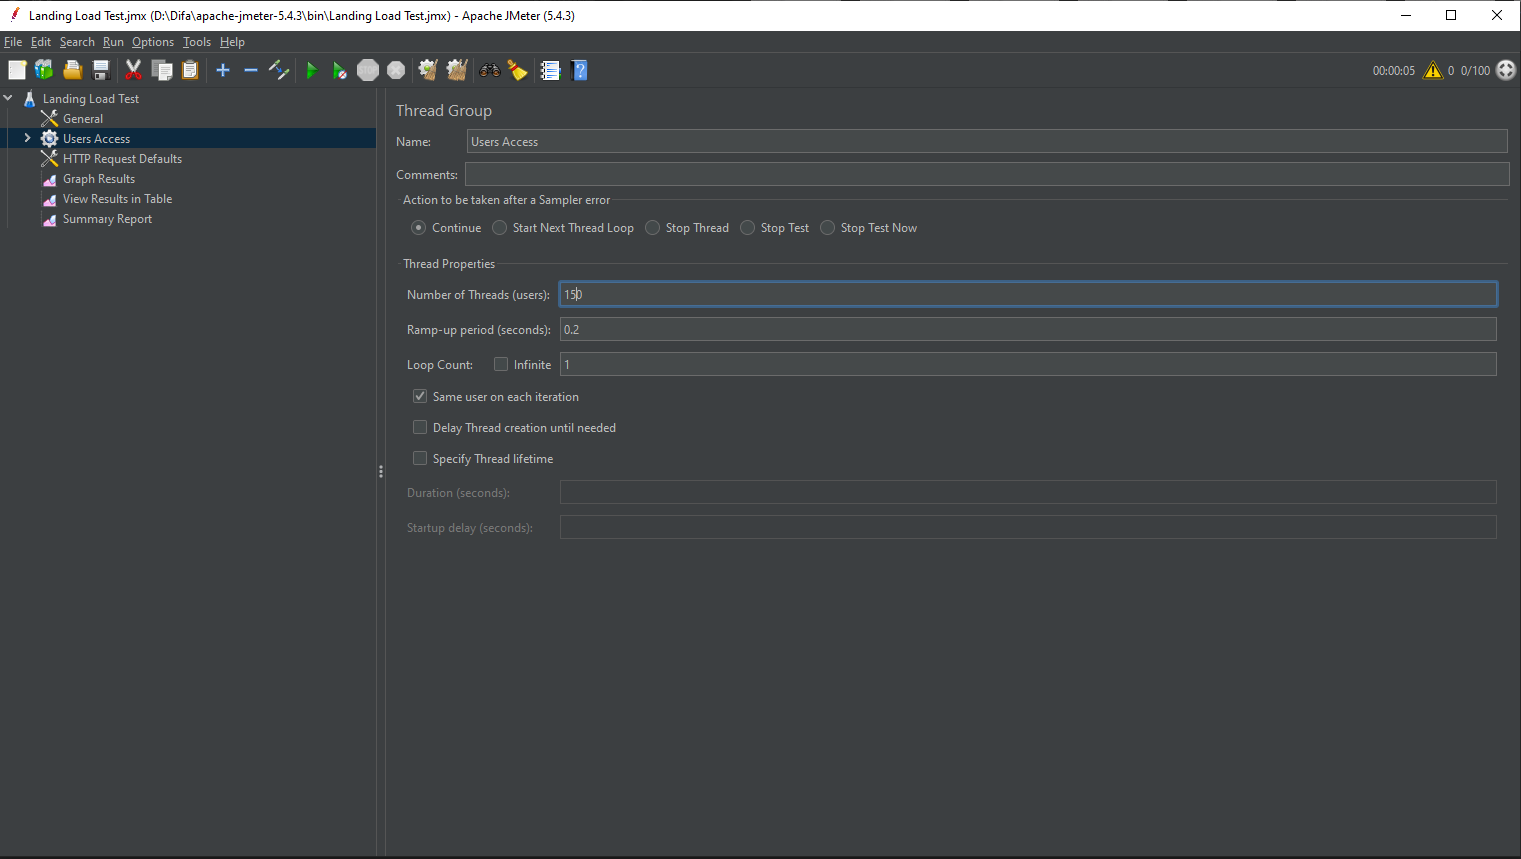 Landing Load Test.jmx (D:\Difa\apache-jmeter-5.4.3\bin\Landing Load Test.jmx) - Apache JMeter (5.4.3)
File Edit Search Run Options Tools Help
STOP
?
00:00:05 0 0/100
Landing Load Test
General
Users Access
HTTP Request Defaults
Graph Results
View Results in Table
Summary Report
Thread Group
Name: Users Access
Comments:
Action to be taken after a Sampler error
Continue Start Next Thread Loop Stop Thread Stop Test Stop Test Now
Thread Properties
Number of Threads (users): 150
Ramp-up period (seconds): 0.2
Loop Count: Infinite 1
Same user on each iteration
Delay Thread creation until needed
Specify Thread lifetime
Duration (seconds):
Startup delay (seconds):